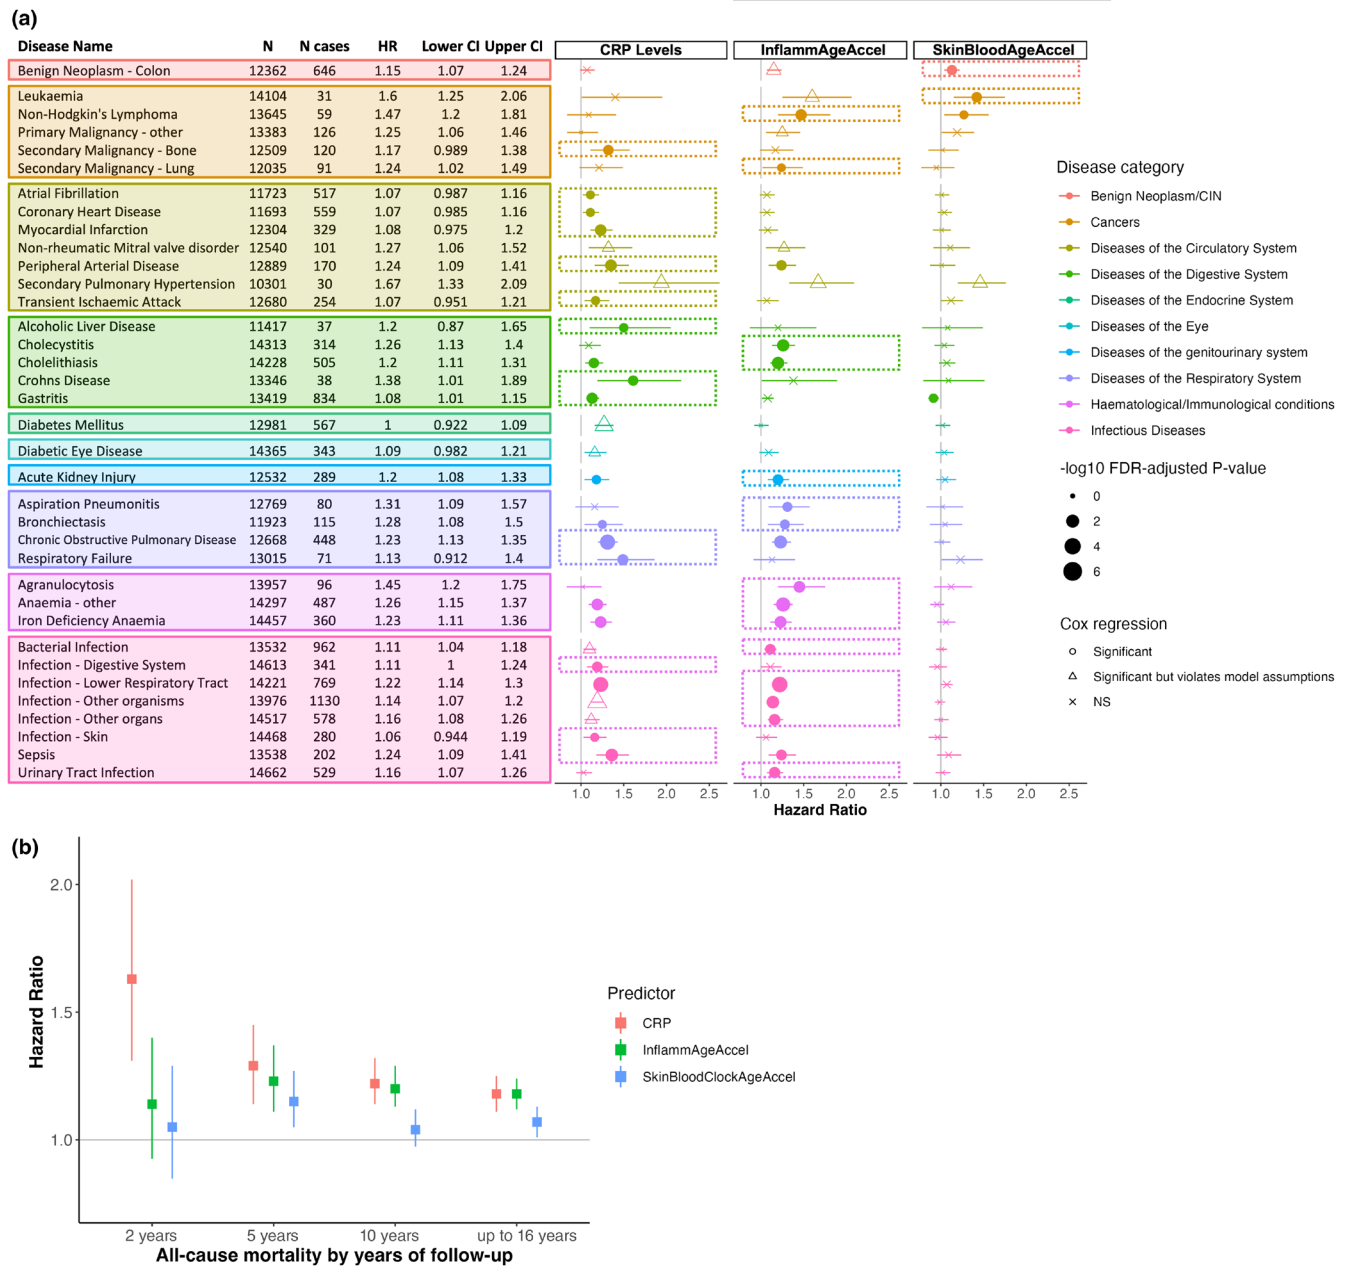 (a)
Disease Name N N cases HR Lower CI Upper CI CRP Levels InflammAgeAccel SkinBloodAgeAccel
Benign Neoplasm - Colon 12362 646 1.15 1.07 1.24
Leukaemia 14104 31 1.6 1.25 2.06
Non-Hodgkin's Lymphoma 13645 59 1.47 1.2 1.81
Primary Malignancy - other 13383 126 1.25 1.06 1.46
Secondary Malignancy - Bone 12509 120 1.17 0.989 1.38
Secondary Malignancy - Lung 12035 91 1.24 1.02 1.49
Atrial Fibrillation 11723 517 1.07 0.987 1.16
Coronary Heart Disease 11693 559 1.07 0.985 1.16
Myocardial Infarction 12304 329 1.08 0.975 1.2
Non-rheumatic Mitral valve disorder 12540 101 1.27 1.06 1.52
Peripheral Arterial Disease 12889 170 1.24 1.09 1.41
Secondary Pulmonary Hypertension 10301 30 1.67 1.33 2.09
Transient Ischaemic Attack 12680 254 1.07 0.951 1.21
Alcoholic Liver Disease 11417 37 1.2 0.87 1.65
Cholecystitis 14313 314 1.26 1.13 1.4
Cholelithiasis 14228 505 1.2 1.11 1.31
Crohns Disease 13346 38 1.38 1.01 1.89
Gastritis 13419 834 1.08 1.01 1.15
Diabetes Mellitus 12981 567 1 0.922 1.09
Diabetic Eye Disease 14365 343 1.09 0.982 1.21
Acute Kidney Injury 12532 289 1.2 1.08 1.33
Aspiration Pneumonitis 12769 80 1.31 1.09 1.57
Bronchiectasis 11923 115 1.28 1.08 1.5
Chronic Obstructive Pulmonary Disease 12668 448 1.23 1.13 1.35
Respiratory Failure 13015 71 1.13 0.912 1.4
Agranulocytosis 13957 96 1.45 1.2 1.75
Anaemia - other 14297 487 1.26 1.15 1.37
Iron Deficiency Anaemia 14457 360 1.23 1.11 1.36
Bacterial Infection 13532 962 1.11 1.04 1.18
Infection - Digestive System 14613 341 1.11 1 1.24
Infection - Lower Respiratory Tract 14221 769 1.22 1.14 1.3
Infection - Other organisms 13976 1130 1.14 1.07 1.2
Infection - Other organs 14517 578 1.16 1.08 1.26
Infection - Skin 14468 280 1.06 0.944 1.19
Sepsis 13538 202 1.24 1.09 1.41
Urinary Tract Infection 14662 529 1.16 1.07 1.26
1.0 1.5 2.0 2.5 1.0 1.5 2.0 2.5 1.0 1.5 2.0 2.5
Hazard Ratio
Disease category
Benign Neoplasm/CIN
Cancers
Diseases of the Circulatory System
Diseases of the Digestive System
Diseases of the Endocrine System
Diseases of the Eye
Diseases of the genitourinary system
Diseases of the Respiratory System
Haematological/Immunological conditions
Infectious Diseases
-log10 FDR-adjusted P-value
0
2
4
6
Cox regression
Significant
Significant but violates model assumptions
NS
(b)
Hazard Ratio
2.0
1.5
1.0
2 years 5 years 10 years up to 16 years
All-cause mortality by years of follow-up
Predictor
CRP
InflammAgeAccel
SkinBloodClockAgeAccel